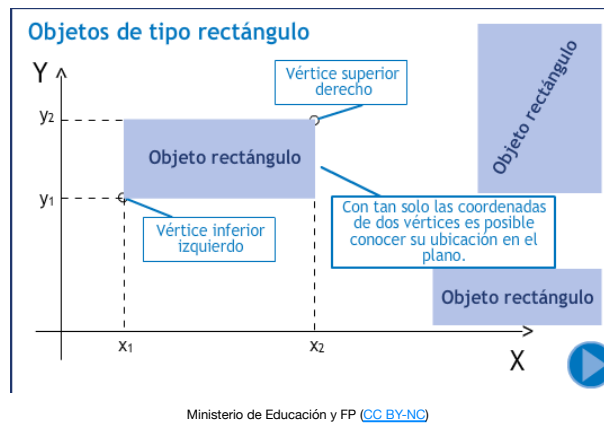 Objetos de tipo rectángulo
Y
y₂
y₁
Vértice superior
derecho
Objeto rectángulo
Objeto rectángulo
Vértice inferior
izquierdo
Con tan solo las coordenadas
de dos vértices es posible
conocer su ubicación en el
plano.
Objeto rectángulo
x₁
x₂
X
Ministerio de Educación y FP (CC BY-NC)